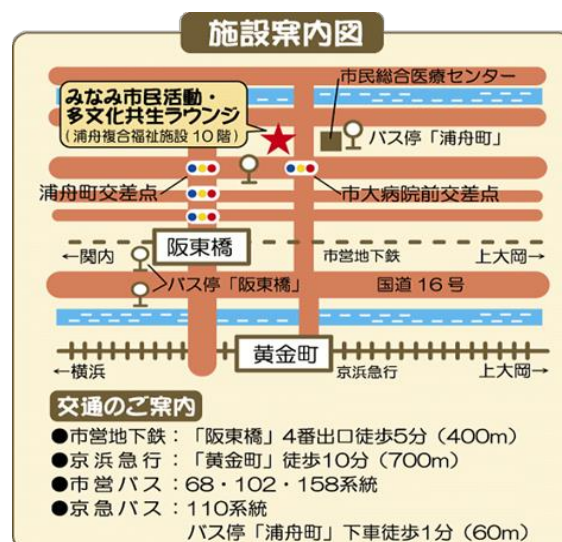 施設案内図
市民総合医療センター
みなみ市民活動・
多文化共生ラウンジ
(浦舟複合福祉施設10階)
バス停「浦舟町」
浦舟町交差点
市大病院前交差点
阪東橋
←関内
市営地下鉄
上大岡→
バス停「阪東橋」
国道16号
黄金町
←横浜
京浜急行
上大岡→
交通のご案内
●市営地下鉄：「阪東橋」4番出口徒歩5分（400m）
●京浜急行：「黄金町」徒歩10分（700m）
●市営バス：68・102・158系統
●京急バス：110系統
バス停「浦舟町」下車徒歩1分（60m）